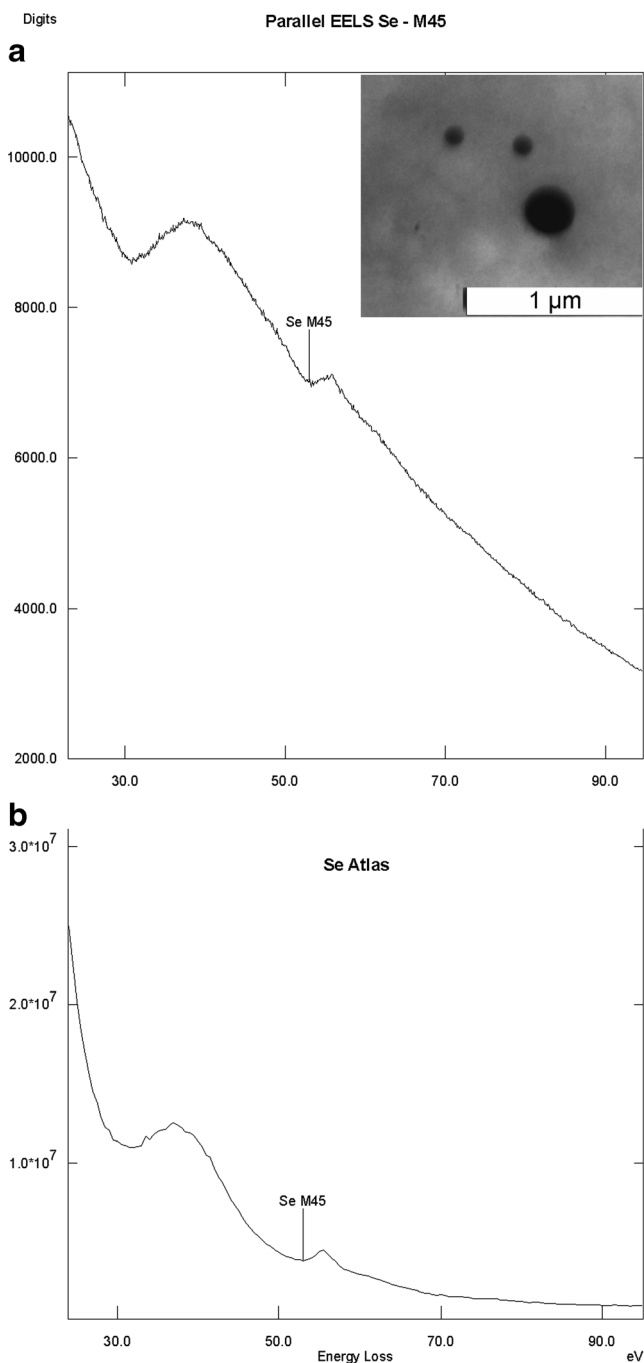 Digits
Parallel EELS Se - M45
a
10000.0
8000.0
6000.0
4000.0
2000.0
Se M45
1 µm
30.0 50.0 70.0 90.0
b
3.0*10^7
Se Atlas
2.0*10^7
1.0*10^7
Se M45
30.0 50.0 70.0 90.0
Energy Loss eV